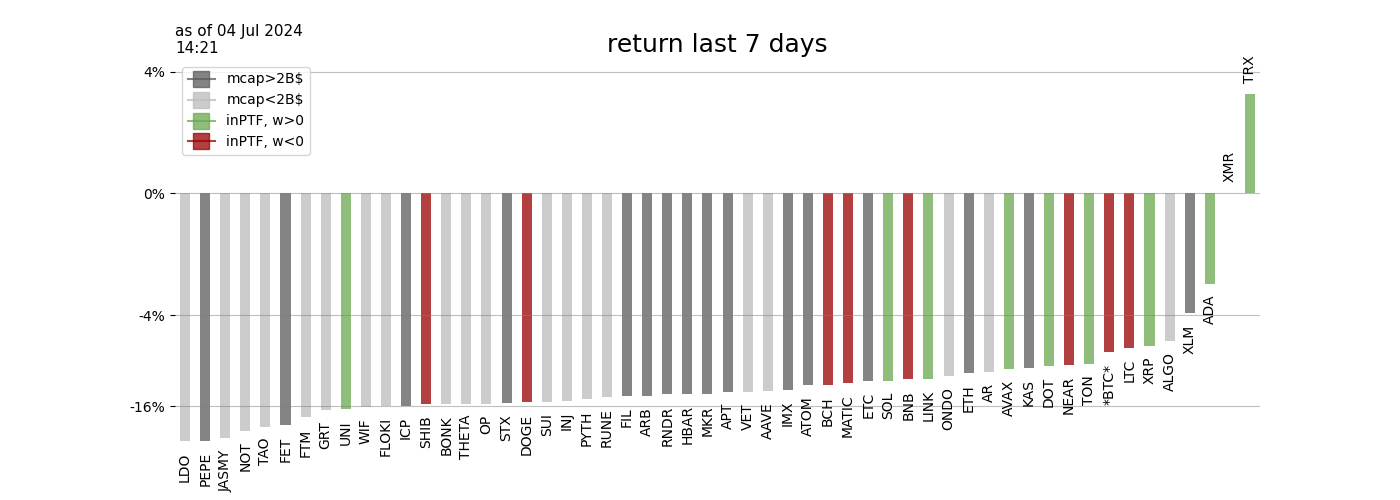 as of 04 Jul 2024
14:21
return last 7 days
4%
0%
-4%
-16%
mcap>2B$
mcap<2B$
inPTF, w>0
inPTF, w<0
LDO
PEPE
JASMY
NOT
TAO
FET
FTM
GRT
UNI
WIF
FLOKI
ICP
SHIB
BONK
THETA
OP
STX
DOGE
SUI
INJ
PYTH
RUNE
FIL
ARB
RNDR
HBAR
MKR
APT
VET
AAVE
IMX
ATOM
BCH
MATIC
ETC
SOL
BNB
LINK
ONDO
ETH
AR
AVAX
KAS
DOT
NEAR
TON
*BTC*
LTC
XRP
ALGO
XLM
ADA
XMR
TRX